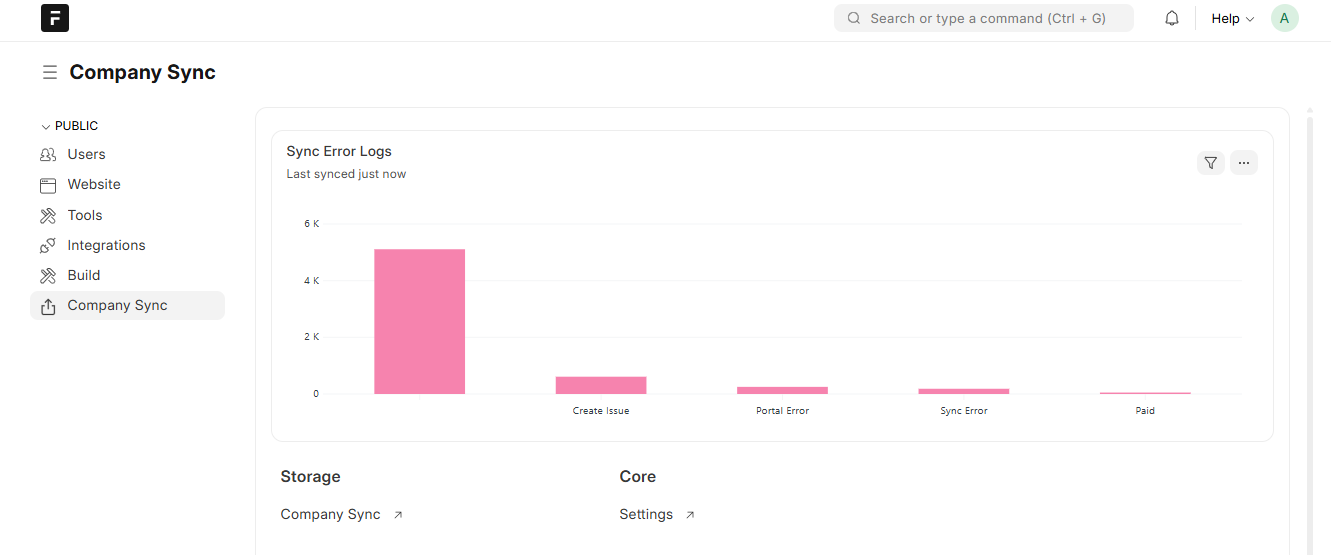 F
Search or type a command (Ctrl + G)
Help
A
Company Sync
PUBLIC
Users
Website
Tools
Integrations
Build
Company Sync
Sync Error Logs
Last synced just now
6 K
4 K
2 K
0
Create Issue
Portal Error
Sync Error
Paid
Storage
Core
Company Sync
Settings